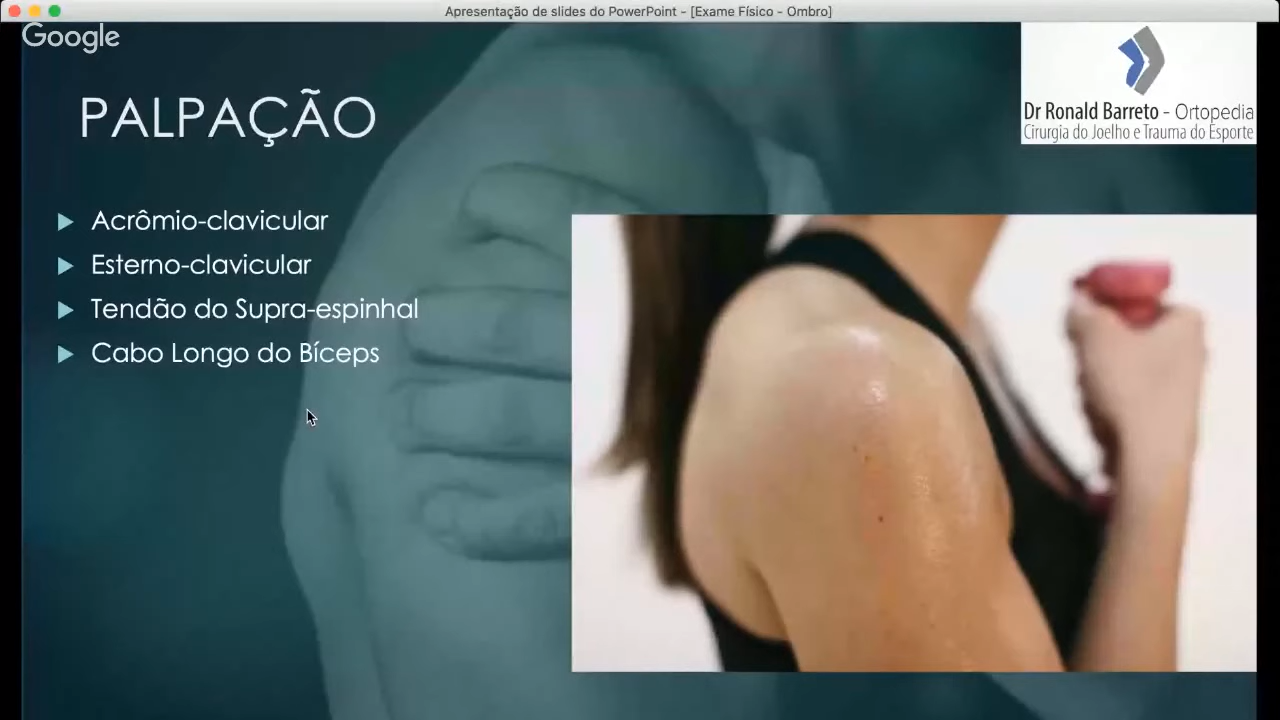 Apresentação de slides do PowerPoint - [Exame Físico - Ombro]
Google
PALPAÇÃO
Dr Ronald Barreto - Ortopedia
Cirurgia do Joelho e Trauma do Esporte
Acrômio-clavicular
Esterno-clavicular
Tendão do Supra-espinhal
Cabo Longo do Bíceps